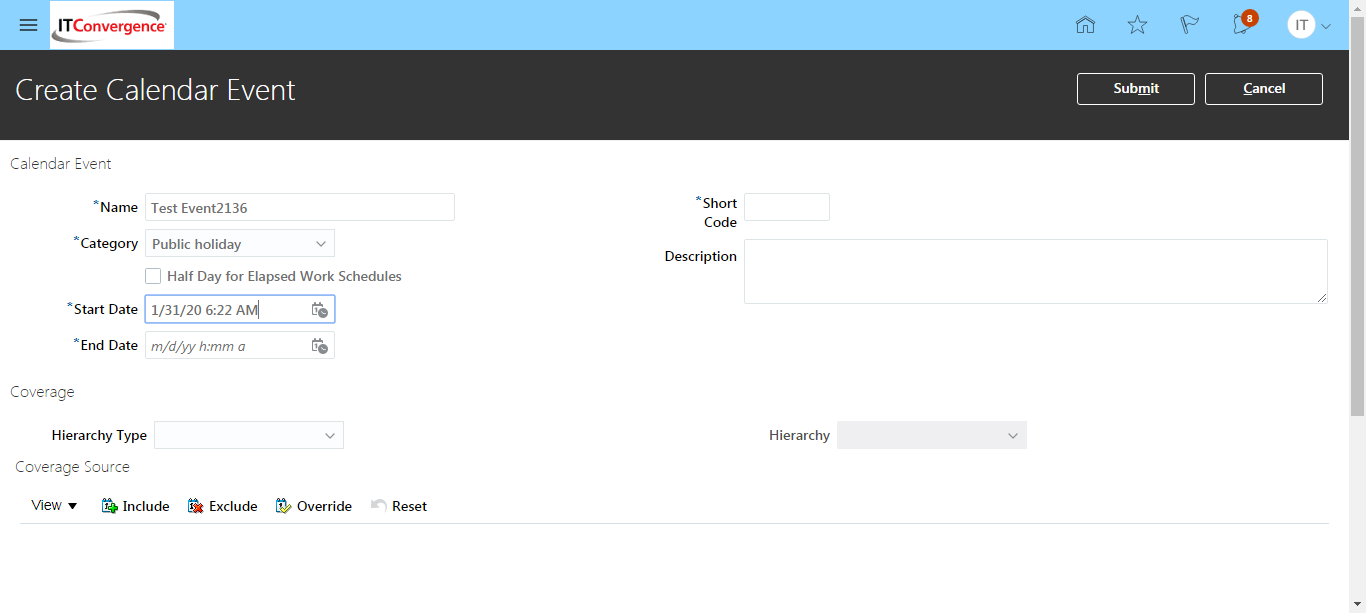 ITConvergence
8
IT
Create Calendar Event
Submit
Cancel
Calendar Event
*Name Test Event2136
*Category Public holiday
Half Day for Elapsed Work Schedules
*Start Date 1/31/20 6:22 AM
*End Date m/d/yy h:mm a
*Short
Code
Description
Coverage
Hierarchy Type
Hierarchy
Coverage Source
View Include Exclude Override Reset